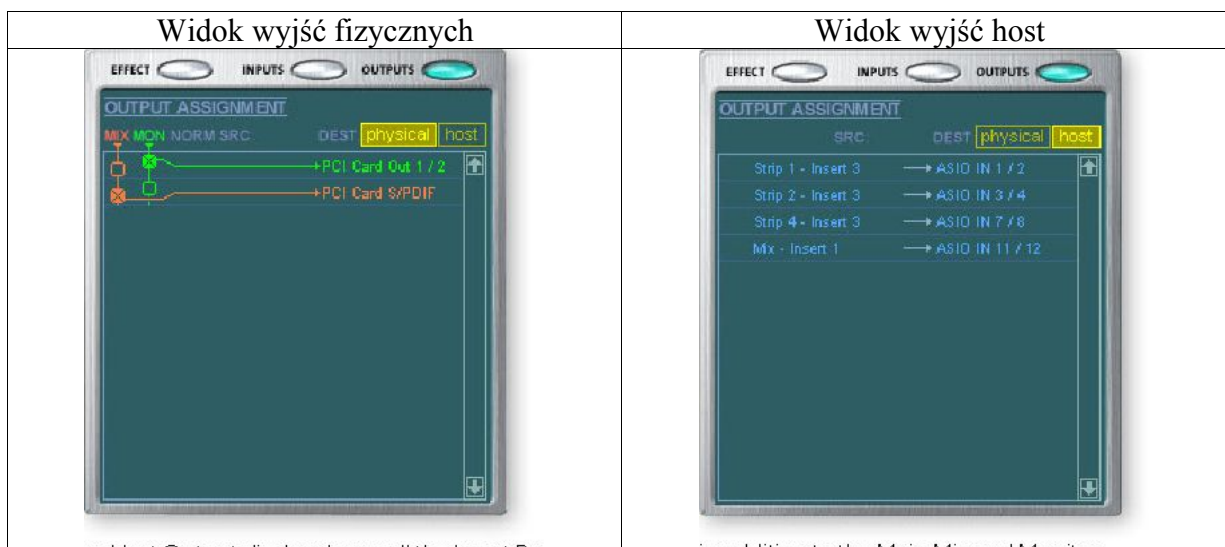 Widok wyjść fizycznych
EFFECT INPUTS OUTPUTS
OUTPUT ASSIGNMENT
MIX MON NORM SRC DEST physical host
PCI Card Out 1 / 2
PCI Card S/PDIF
Widok wyjść host
EFFECT INPUTS OUTPUTS
OUTPUT ASSIGNMENT
SRC DEST physical host
Strip 1 - Insert 3 → ASIO IN 1 / 2
Strip 2 - Insert 3 → ASIO IN 3 / 4
Strip 4 - Insert 3 → ASIO IN 7 / 8
Mix - Insert 1 → ASIO IN 11 / 12